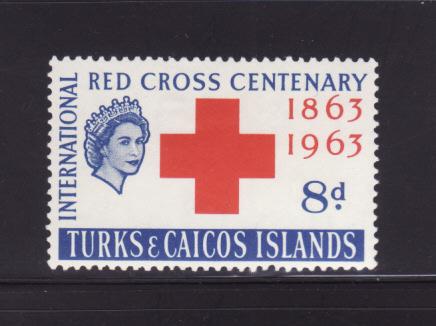 INTERNATIONAL
RED CROSS CENTENARY
1863
1963
8d.
TURKS & CAICOS ISLANDS